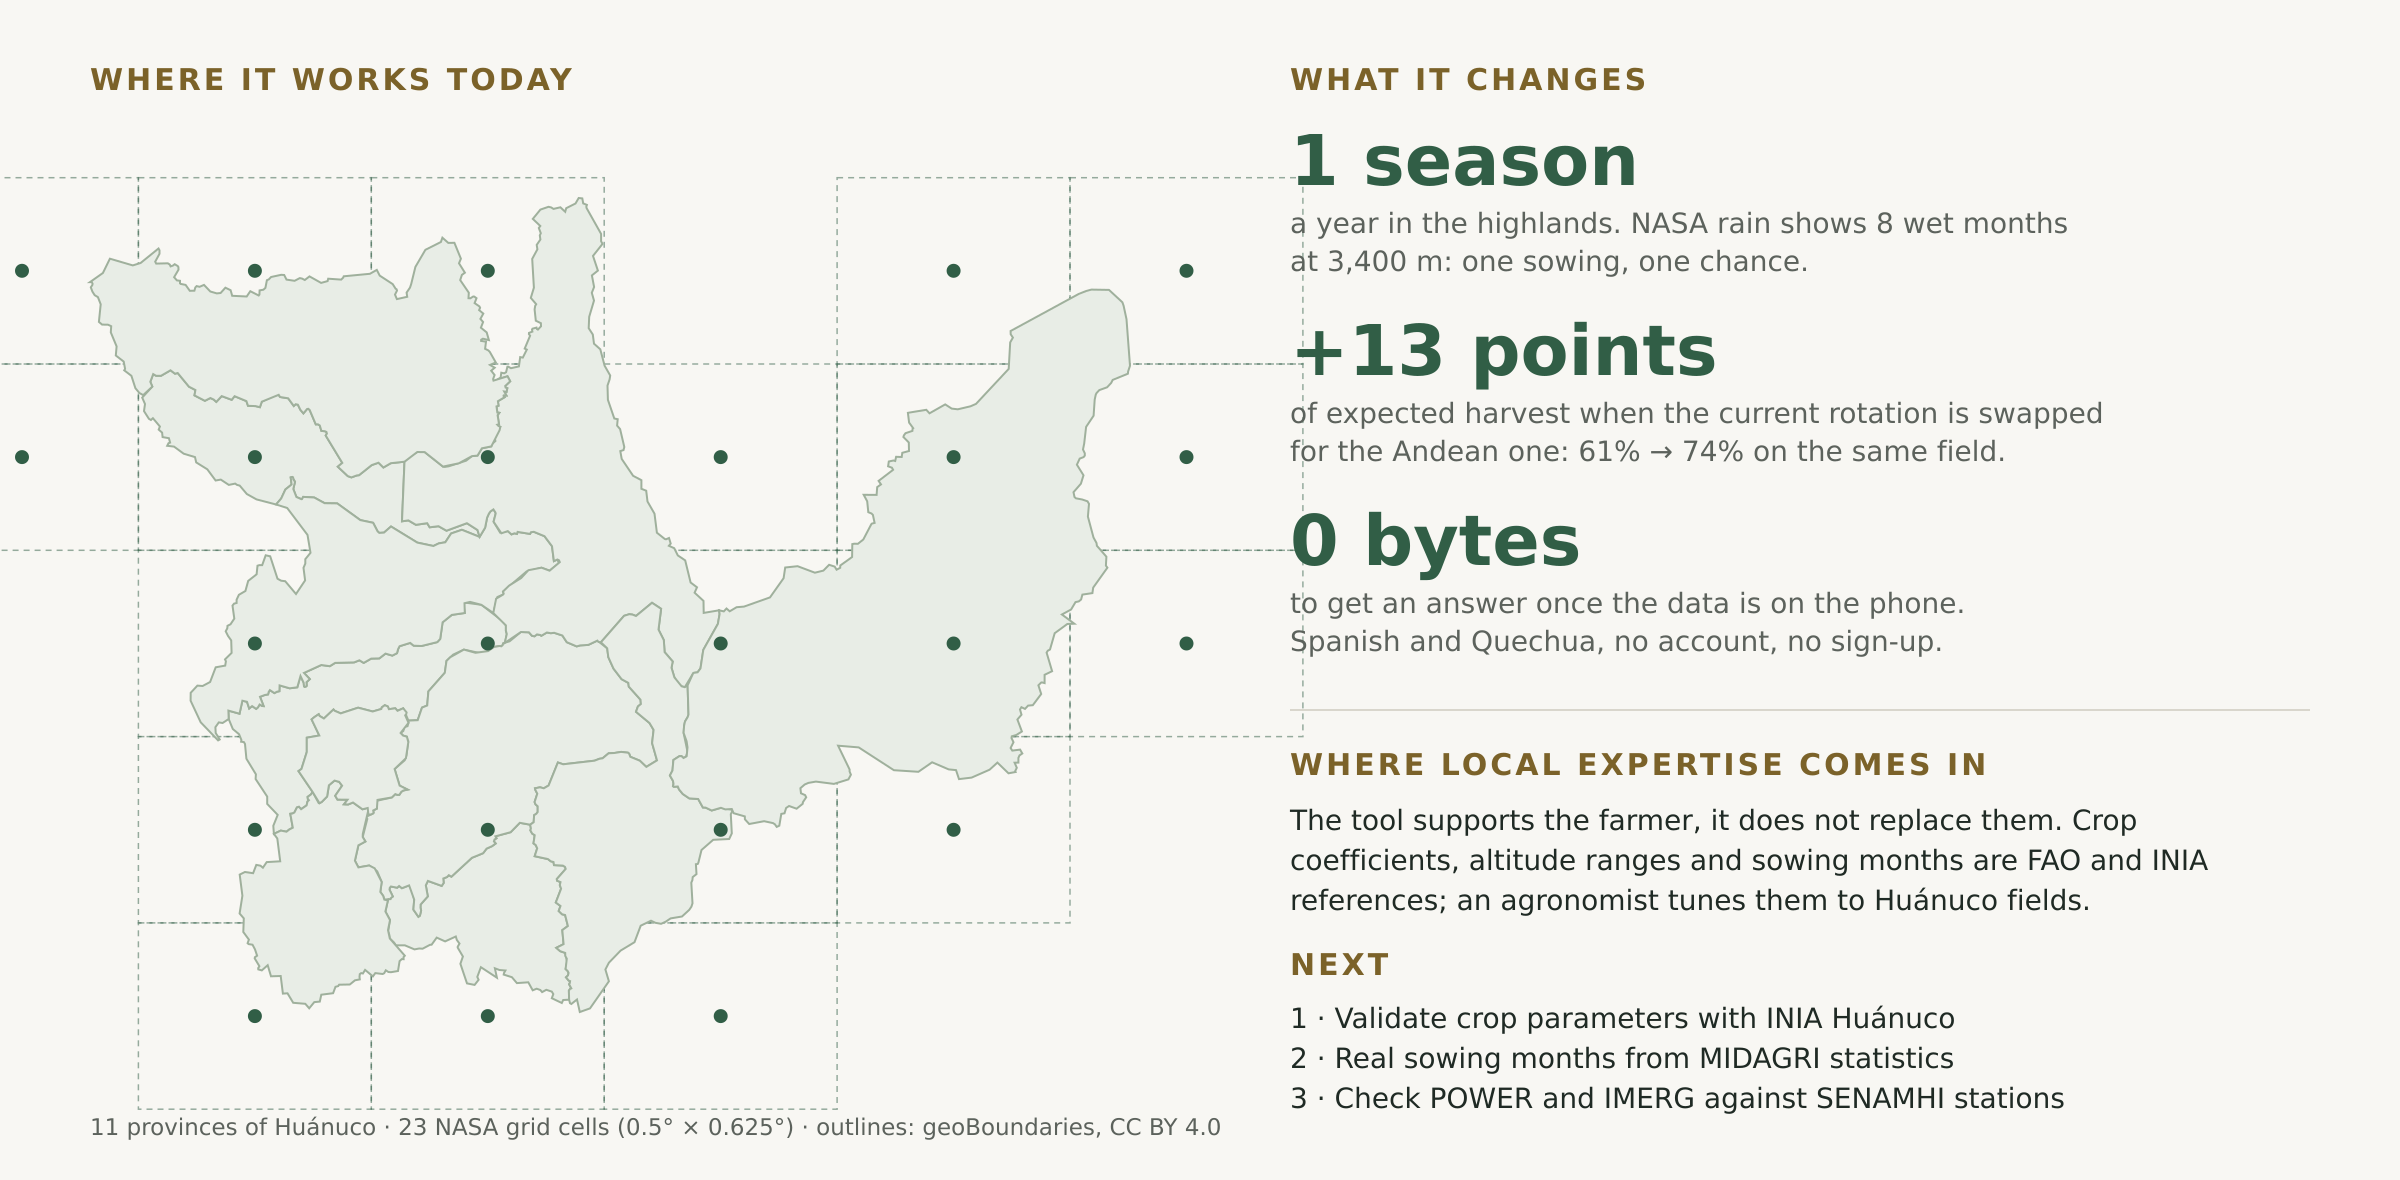 WHERE IT WORKS TODAY
11 provinces of Huánuco · 23 NASA grid cells (0.5° × 0.625°) · outlines: geoBoundaries, CC BY 4.0
WHAT IT CHANGES
1 season
a year in the highlands. NASA rain shows 8 wet months
at 3,400 m: one sowing, one chance.
+13 points
of expected harvest when the current rotation is swapped
for the Andean one: 61% → 74% on the same field.
0 bytes
to get an answer once the data is on the phone.
Spanish and Quechua, no account, no sign-up.
WHERE LOCAL EXPERTISE COMES IN
The tool supports the farmer, it does not replace them. Crop
coefficients, altitude ranges and sowing months are FAO and INIA
references; an agronomist tunes them to Huánuco fields.
NEXT
1 · Validate crop parameters with INIA Huánuco
2 · Real sowing months from MIDAGRI statistics
3 · Check POWER and IMERG against SENAMHI stations